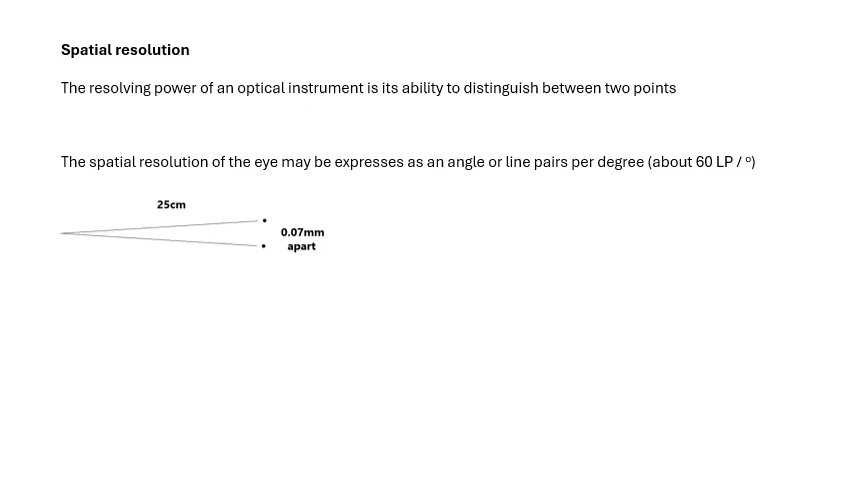 Spatial resolution
The resolving power of an optical instrument is its ability to distinguish between two points
The spatial resolution of the eye may be expresses as an angle or line pairs per degree (about 60 LP / º)
25cm
0.07mm
apart